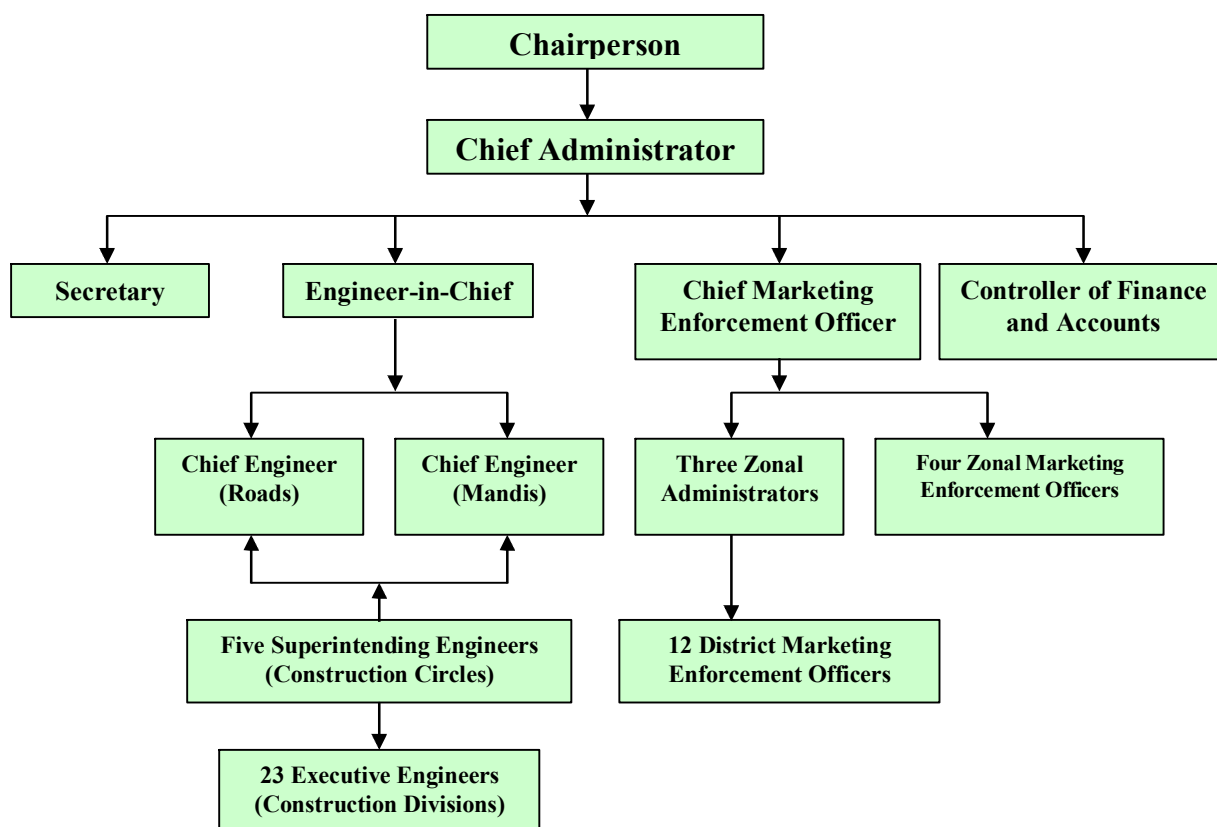 Chairperson
Chief Administrator
Secretary
Engineer-in-Chief
Chief Marketing
Enforcement Officer
Controller of Finance
and Accounts
Chief Engineer
(Roads)
Chief Engineer
(Mandis)
Three Zonal
Administrators
Four Zonal Marketing
Enforcement Officers
Five Superintending Engineers
(Construction Circles)
12 District Marketing
Enforcement Officers
23 Executive Engineers
(Construction Divisions)